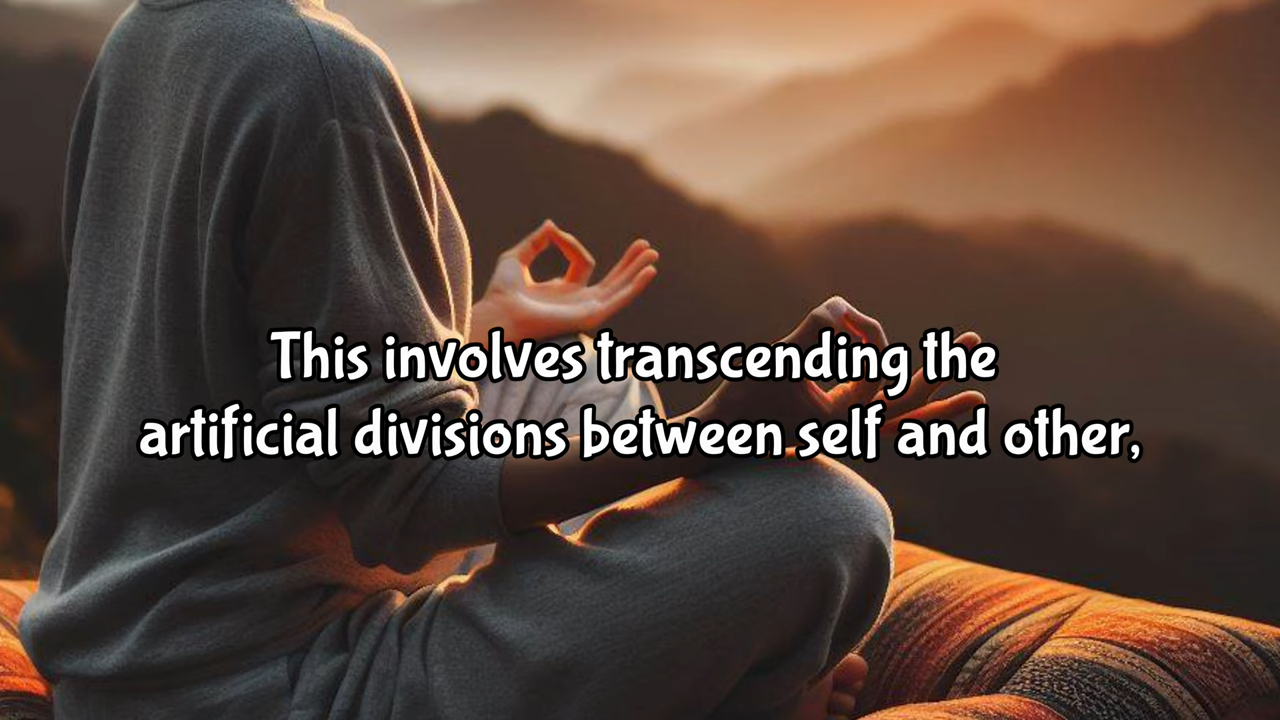 This involves transcending the
artificial divisions between self and other,